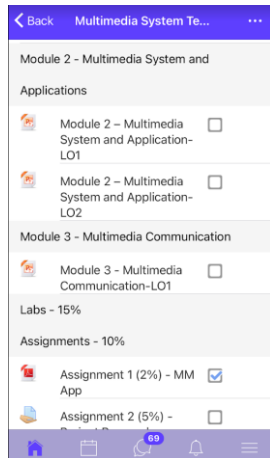 Back Multimedia System Te...
Module 2 - Multimedia System and
Applications
Module 2 – Multimedia
System and Application-
LO1
Module 2 – Multimedia
System and Application-
LO2
Module 3 - Multimedia Communication
Module 3 - Multimedia
Communication-LO1
Labs - 15%
Assignments - 10%
Assignment 1 (2%) - MM
App
Assignment 2 (5%) -
69